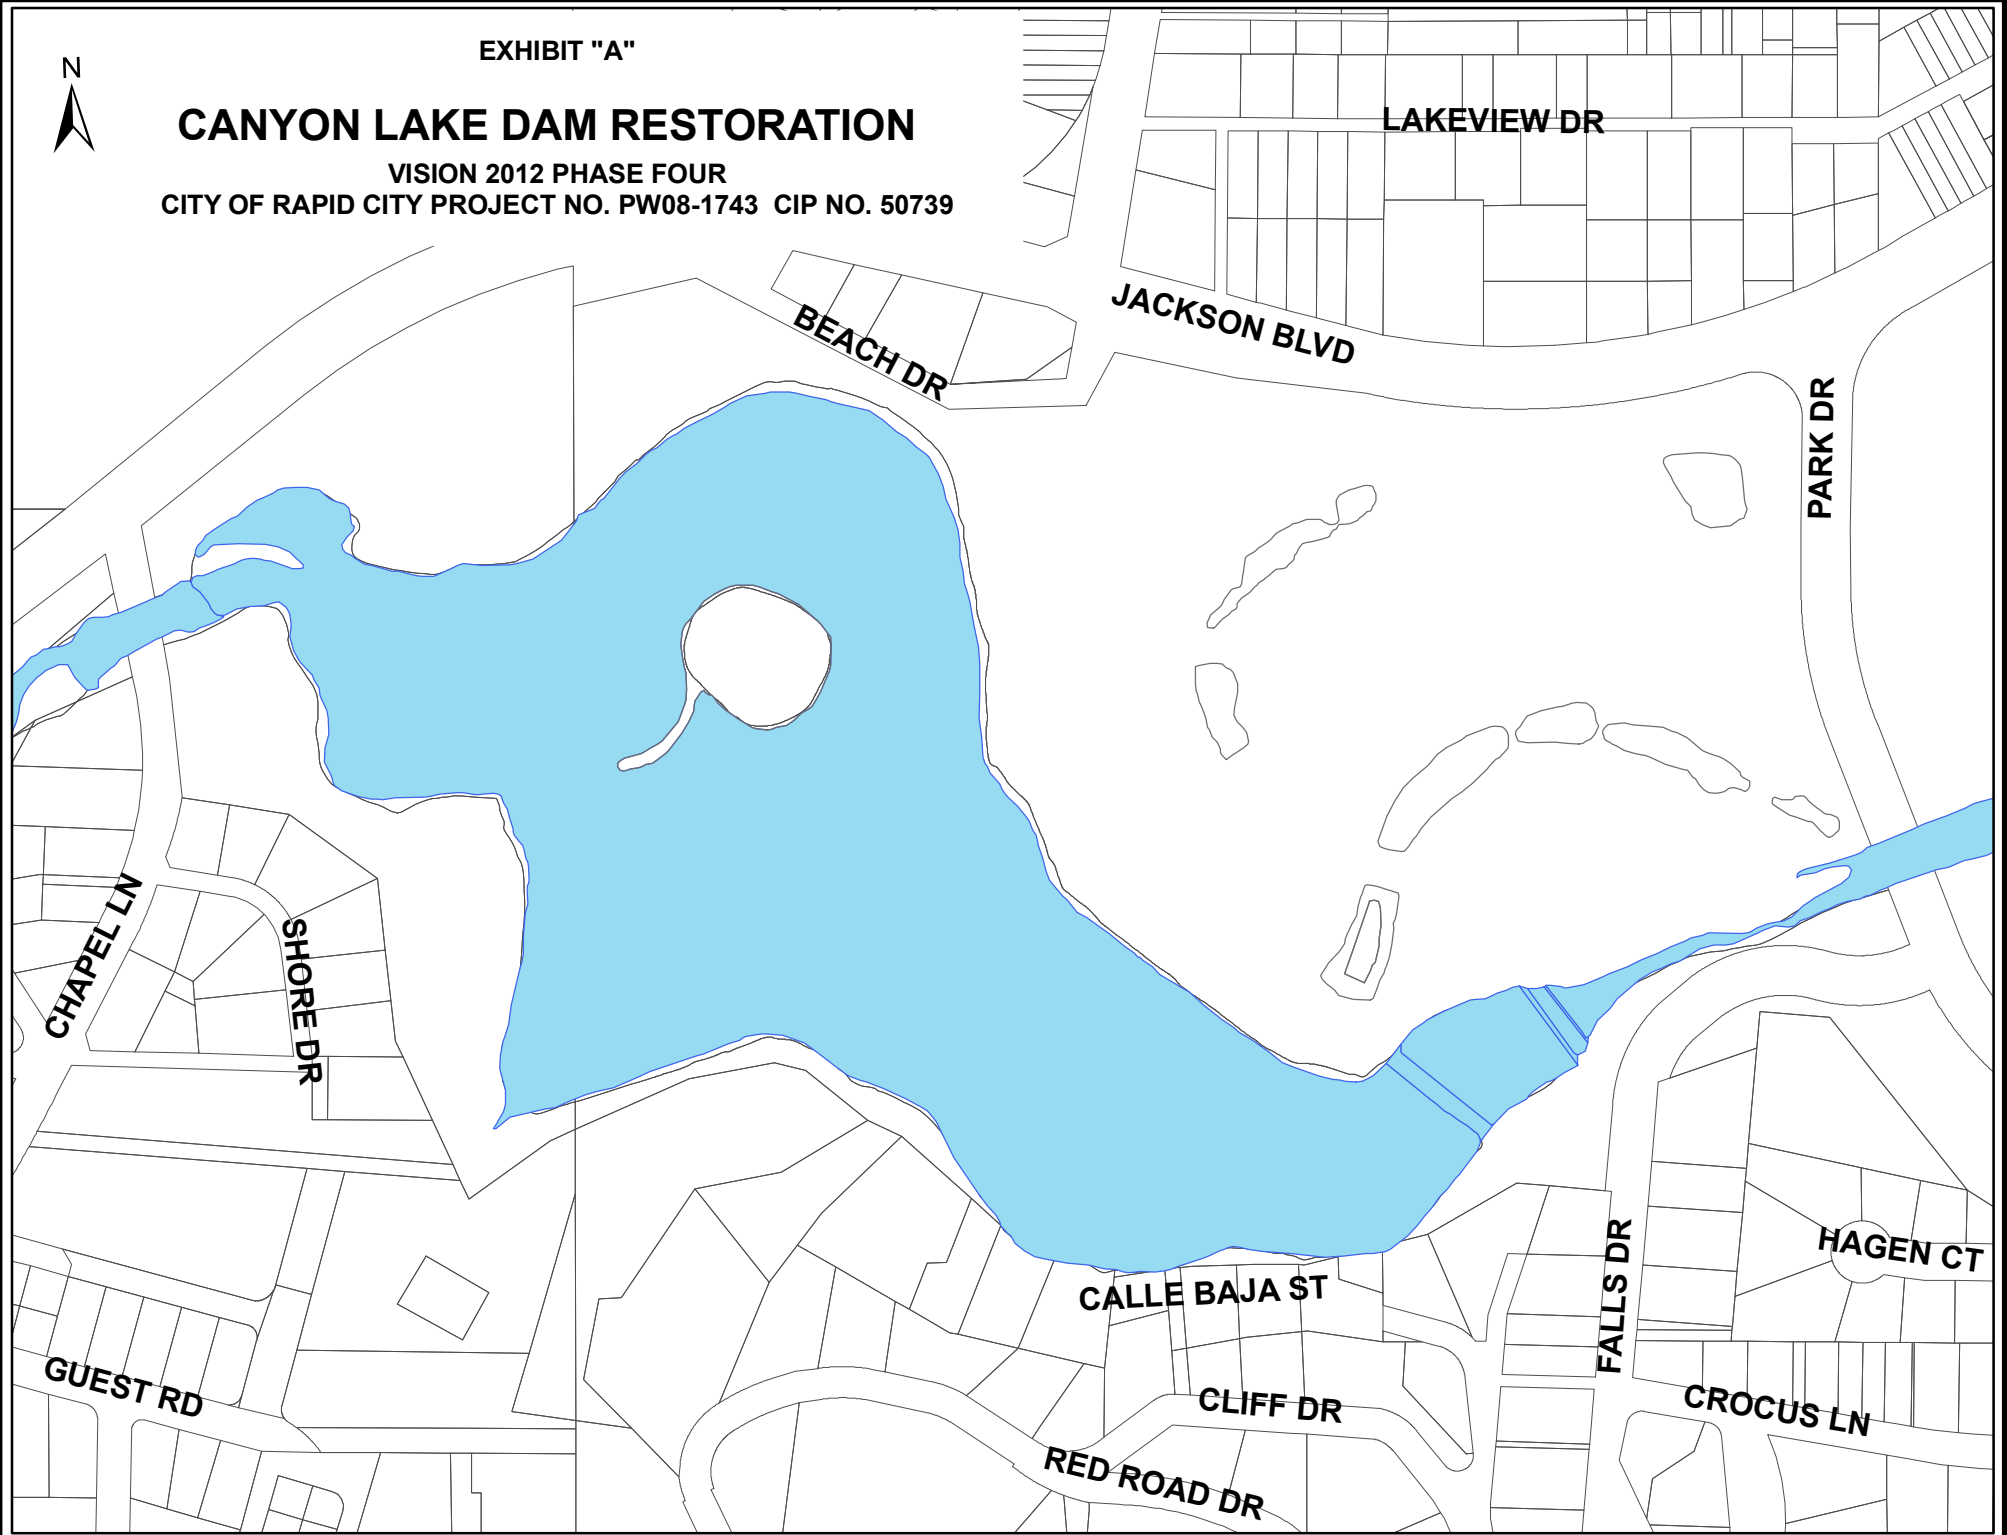 EXHIBIT "A"
N
CANYON LAKE DAM RESTORATION
VISION 2012 PHASE FOUR
CITY OF RAPID CITY PROJECT NO. PW08-1743 CIP NO. 50739
LAKEVIEW DR
JACKSON BLVD
BEACH DR
PARK DR
CHAPEL LN
SHORE DR
HAGEN CT
FALLS DR
CALLE BAJA ST
GUEST RD
CLIFF DR
CROCUS LN
RED ROAD DR